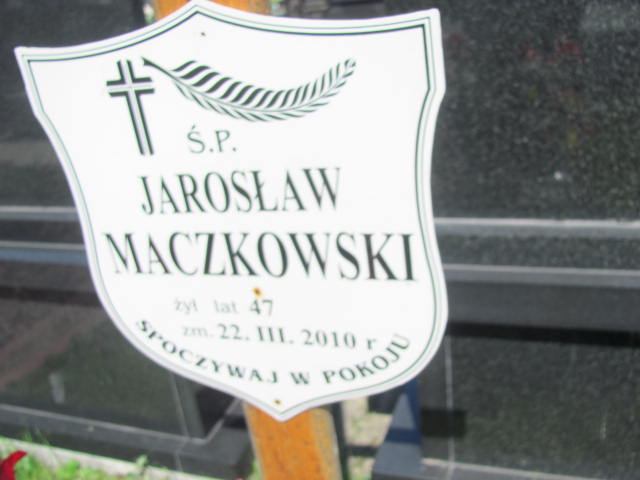 Ś.P.
JAROSŁAW
MACZKOWSKI
żył lat 47
zm. 22. III. 2010 r
SPOCZYWAJ W POKOJU